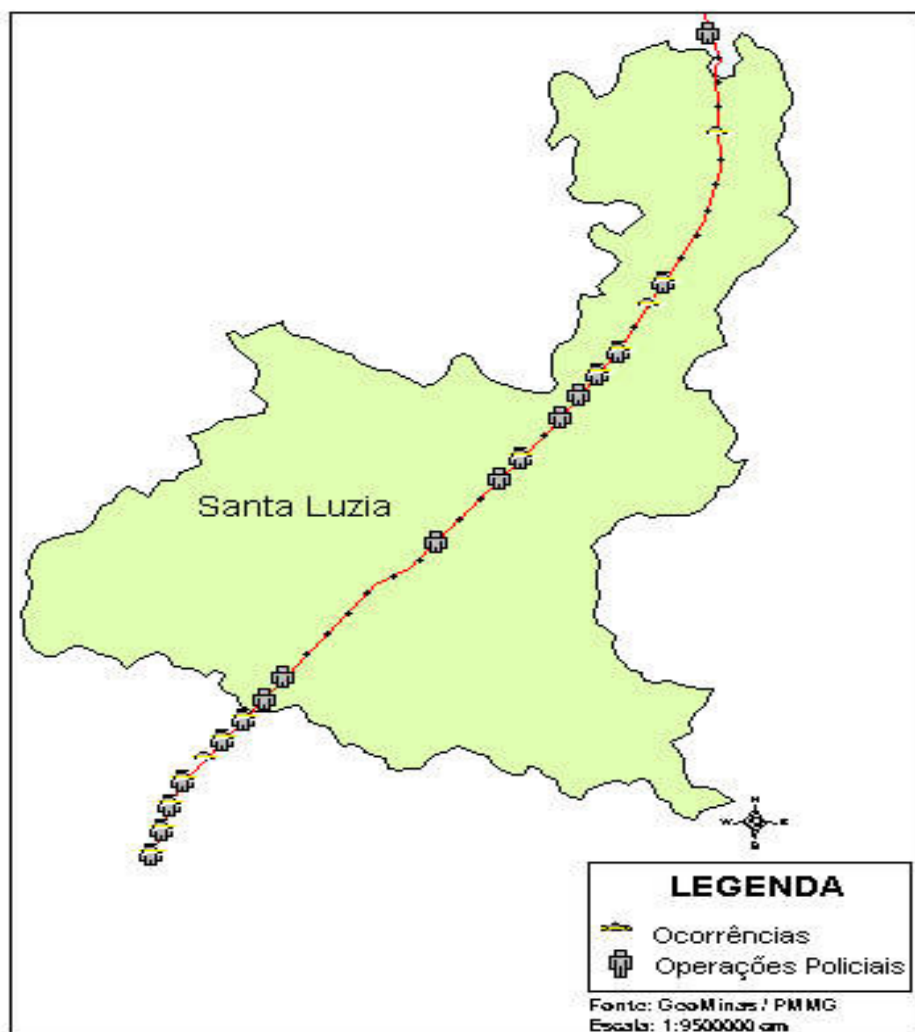 Santa Luzia
N
W E
S
LEGENDA
Ocorrências
Operações Policiais
Fonte: GeoMinas / PMMG
Escala: 1:9500000 cm